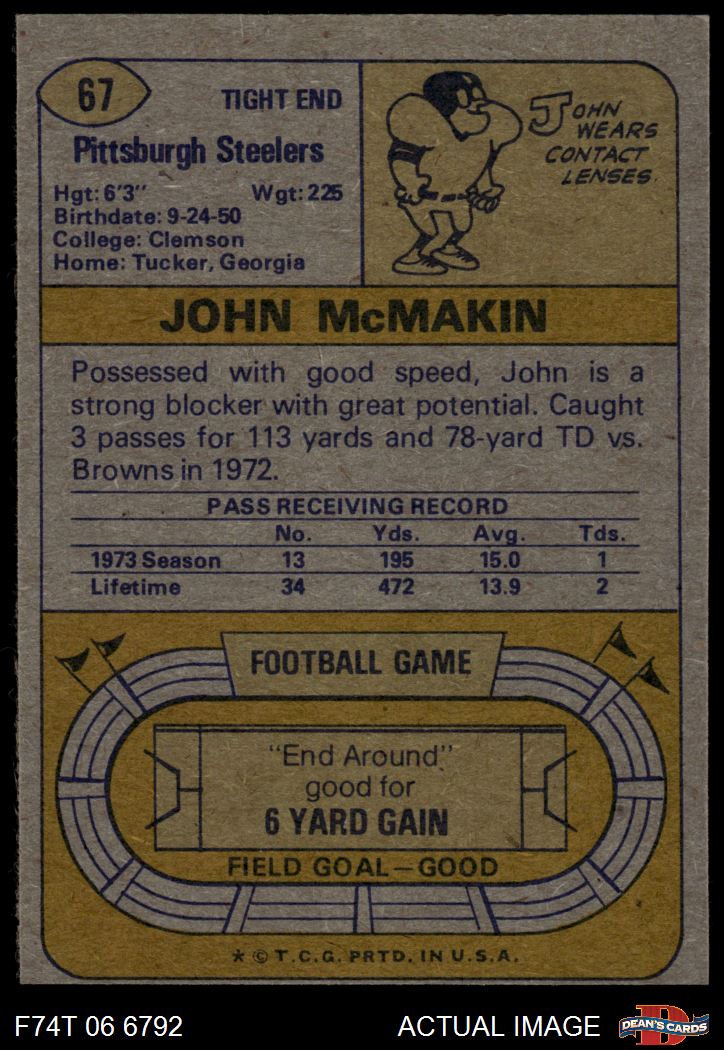 67
TIGHT END
Pittsburgh Steelers
Hgt: 6'3" Wgt: 225
Birthdate: 9-24-50
College: Clemson
Home: Tucker, Georgia
JOHN
WEARS
CONTACT
LENSES.
JOHN McMAKIN
Possessed with good speed, John is a
strong blocker with great potential. Caught
3 passes for 113 yards and 78-yard TD vs.
Browns in 1972.
PASS RECEIVING RECORD
No. Yds. Avg. Tds.
1973 Season 13 195 15.0 1
Lifetime 34 472 13.9 2
FOOTBALL GAME
"End Around"
good for
6 YARD GAIN
FIELD GOAL—GOOD
* © T.C.G. PRTD. IN U.S.A.
F74T 06 6792 ACTUAL IMAGE
D
DEAN'S CARDS